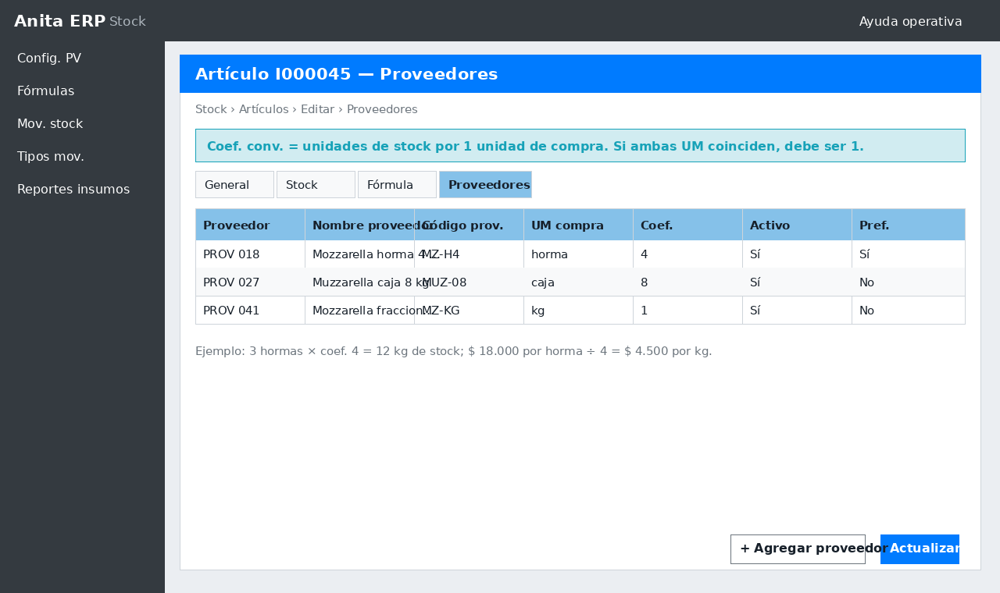 Anita ERP Stock
Ayuda operativa
Config. PV
Fórmulas
Mov. stock
Tipos mov.
Reportes insumos
Artículo I000045 — Proveedores
Stock › Artículos › Editar › Proveedores
Coef. conv. = unidades de stock por 1 unidad de compra. Si ambas UM coinciden, debe ser 1.
General Stock Fórmula Proveedores
Proveedor Nombre proveedor Código prov. UM compra Coef. Activo Pref.
PROV 018 Mozzarella horma 4... MZ-H4 horma 4 Sí Sí
PROV 027 Muzzarella caja 8 kg MUZ-08 caja 8 Sí No
PROV 041 Mozzarella fraccion... MZ-KG kg 1 Sí No
Ejemplo: 3 hormas × coef. 4 = 12 kg de stock; $ 18.000 por horma ÷ 4 = $ 4.500 por kg.
+ Agregar proveedor Actualizar